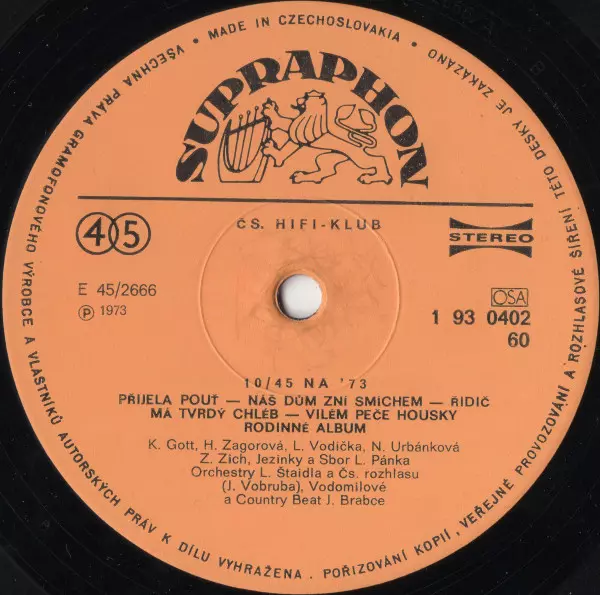 • MADE IN CZECHOSLOVAKIA •
VŠECHNA PRÁVA GRAMOFONOVÉHO VÝROBCE A VLASTNÍKŮ AUTORSKÝCH PRÁV K DÍLU VYHRAŽENA. POŘIZOVÁNÍ KOPIÍ, VEŘEJNÉ PROVOZOVÁNÍ A ROZHLASOVÉ ŠÍŘENÍ TÉTO DESKY JE ZAKÁZÁNO
SUPRAPHON
45
ČS. HIFI-KLUB
STEREO
E 45/2666
Ⓟ 1973
OSA
1 93 0402
60
10/45 NA '73
PŘIJELA POUŤ — NÁŠ DŮM ZNÍ SMÍCHEM — ŘIDIČ
MÁ TVRDÝ CHLÉB — VILÉM PEČE HOUSKY
RODINNÉ ALBUM
K. Gott, H. Zagorová, L. Vodička, N. Urbánková
Z. Zich, Jezinky a Sbor L. Pánka
Orchestry L. Štaidla a Čs. rozhlasu
(J. Vobruba), Vodomilové
a Country Beat J. Brabce